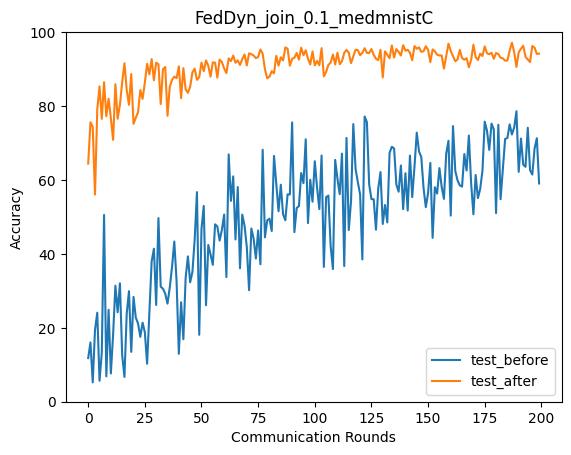 FedDyn_join_0.1_medmnistC
100
80
60
40
20
0
Accuracy
0 25 50 75 100 125 150 175 200
Communication Rounds
test_before
test_after